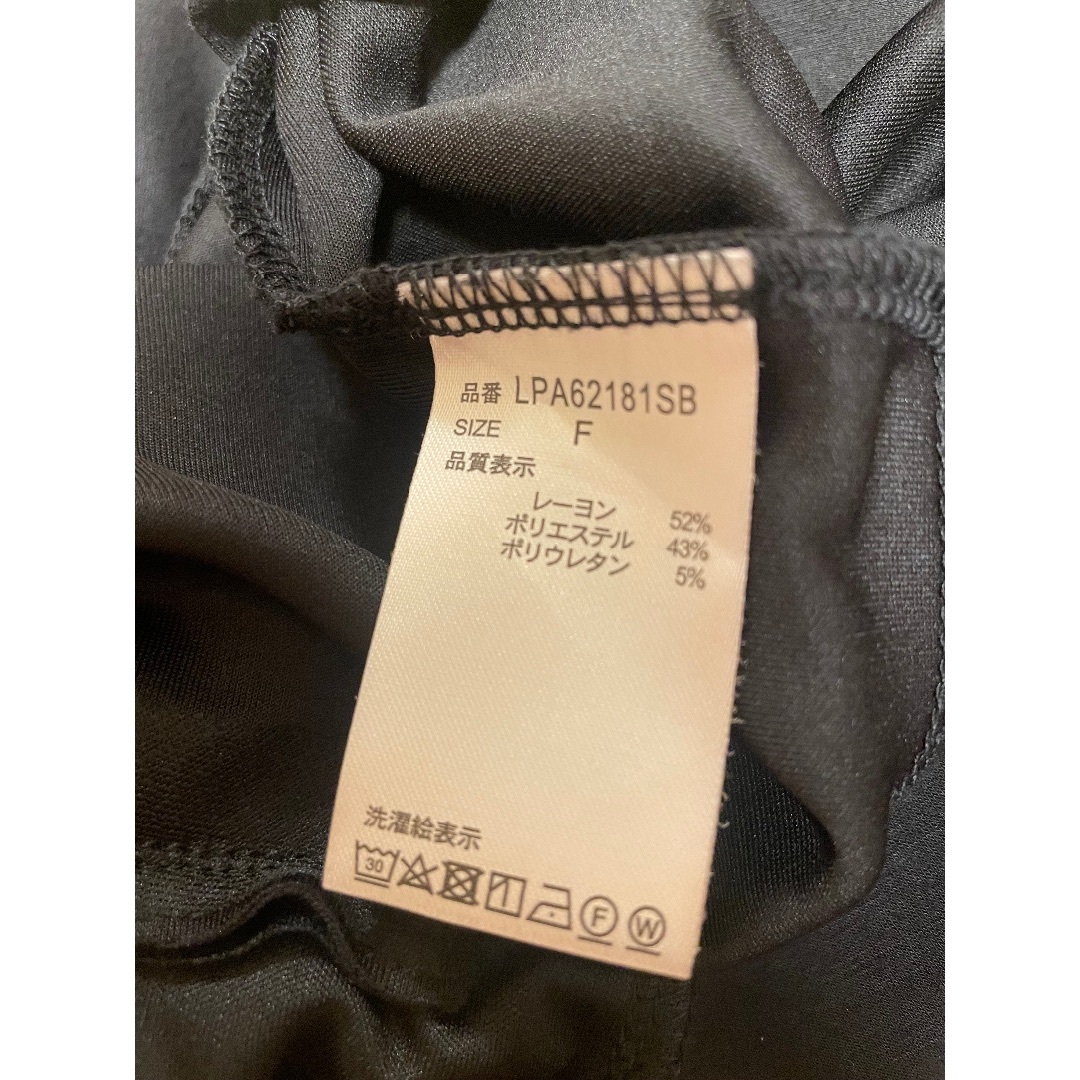 品番 LPA62181SB
SIZE F
品質表示
レーヨン 52%
ポリエステル 43%
ポリウレタン 5%
洗濯絵表示
30 F W